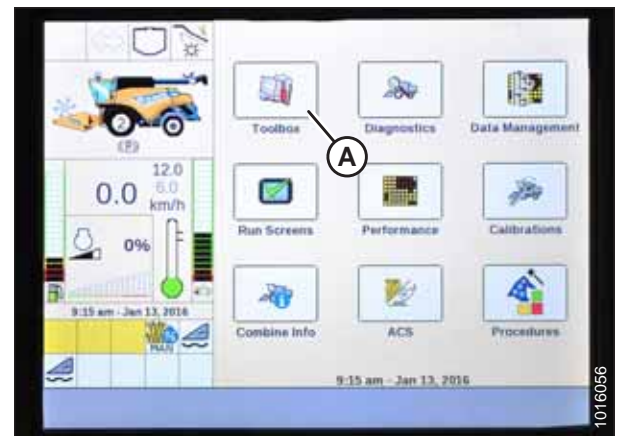 12.0
6.0
0.0
km/h
0%
9:15 am - Jan 13, 2016
MAN
2
(P)
Toolbox
Diagnostics
Data Management
A
Run Screens
Performance
Calibrations
Combine Info
ACS
Procedures
9:15 am - Jan 13, 2016
1016056